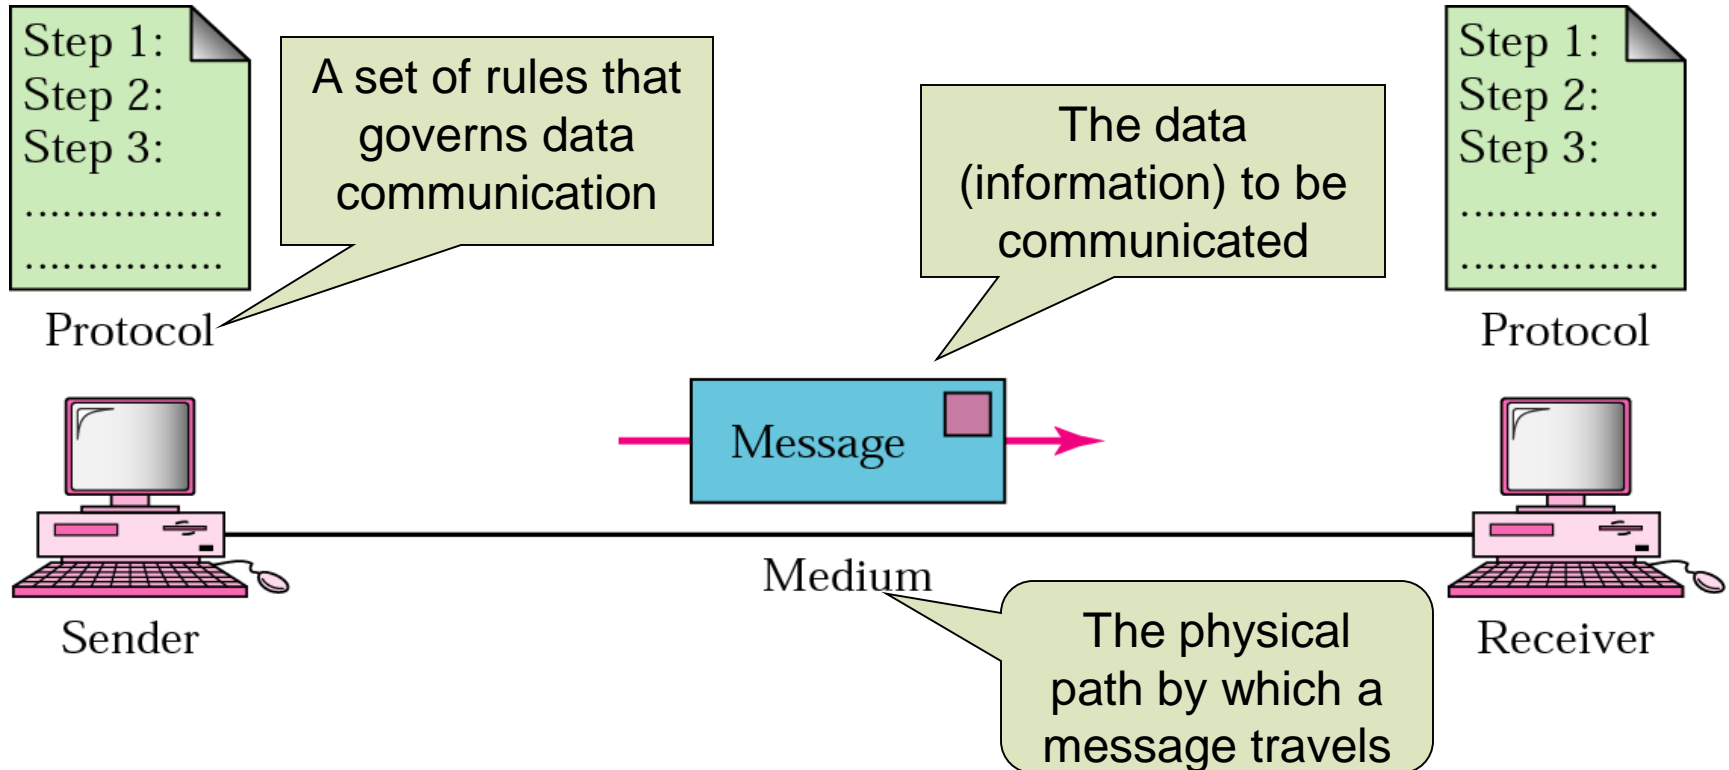 Step 1:
Step 2:
Step 3:
................
................
Protocol
A set of rules that
governs data
communication
The data
(information) to be
communicated
Step 1:
Step 2:
Step 3:
................
................
Protocol
Message
Medium
Sender
The physical
path by which a
message travels
Receiver